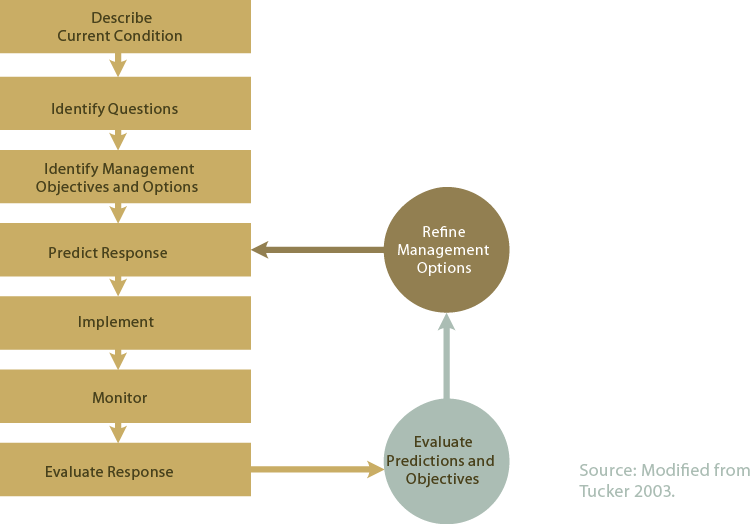 Describe
Current Condition
Identify Questions
Identify Management
Objectives and Options
Predict Response
Implement
Monitor
Evaluate Response
Refine
Management
Options
Evaluate
Predictions and
Objectives
Source: Modified from
Tucker 2003.